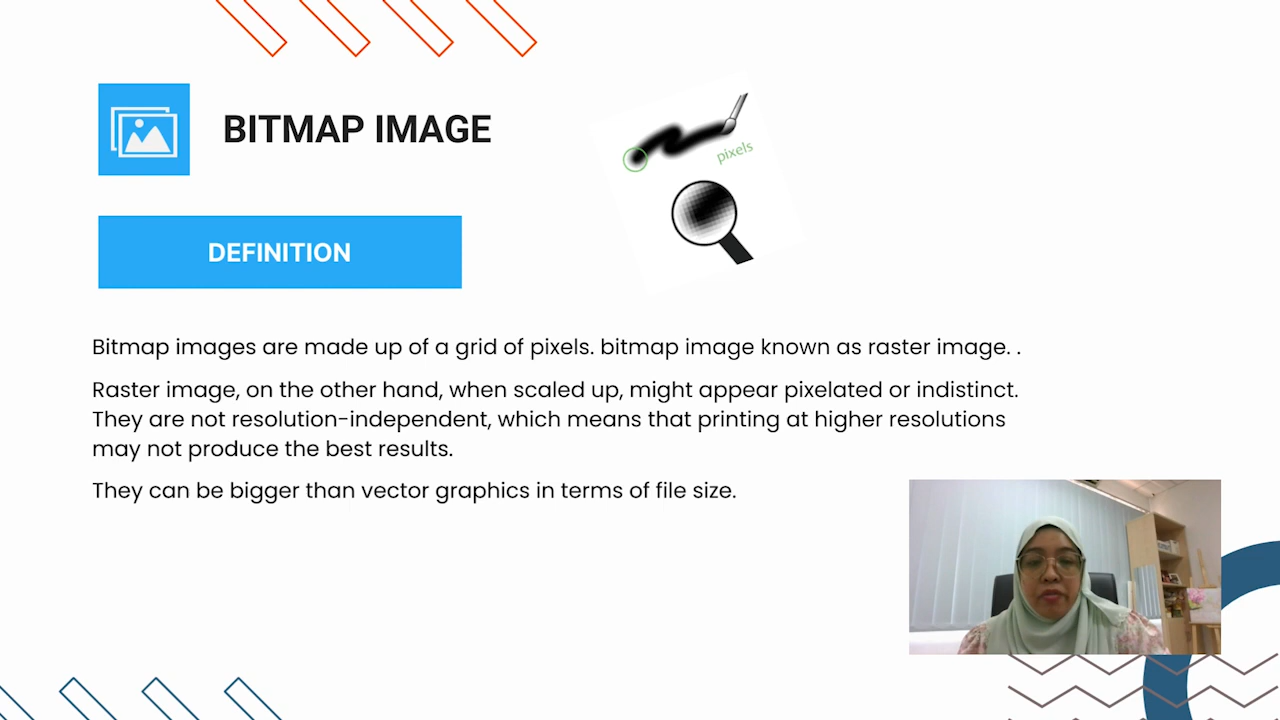 BITMAP IMAGE
pixels
DEFINITION
Bitmap images are made up of a grid of pixels. bitmap image known as raster image. .
Raster image, on the other hand, when scaled up, might appear pixelated or indistinct.
They are not resolution-independent, which means that printing at higher resolutions
may not produce the best results.
They can be bigger than vector graphics in terms of file size.